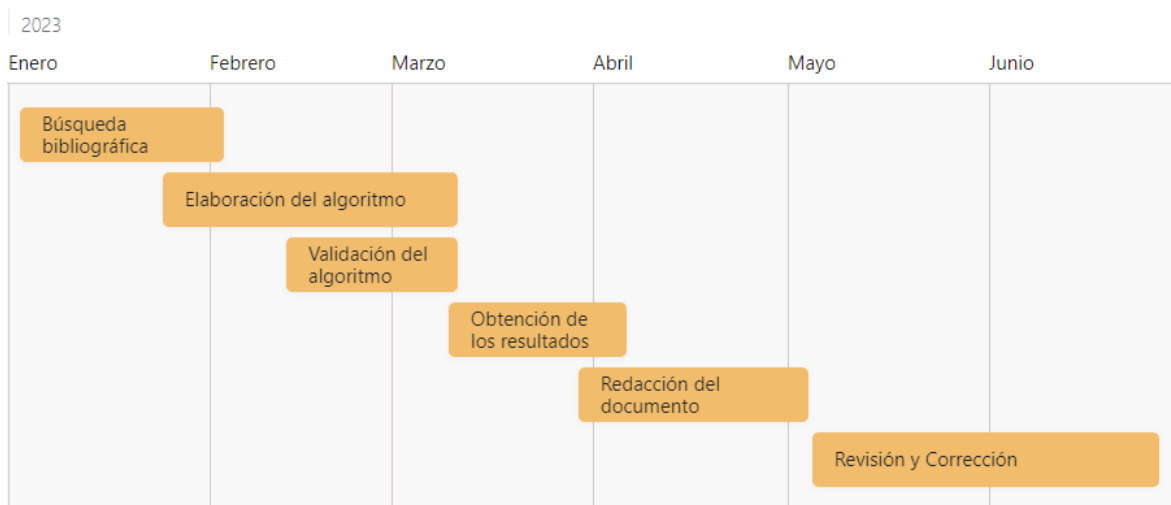 2023
Enero Febrero Marzo Abril Mayo Junio
Búsqueda
bibliográfica
Elaboración del algoritmo
Validación del
algoritmo
Obtención de
los resultados
Redacción del
documento
Revisión y Corrección